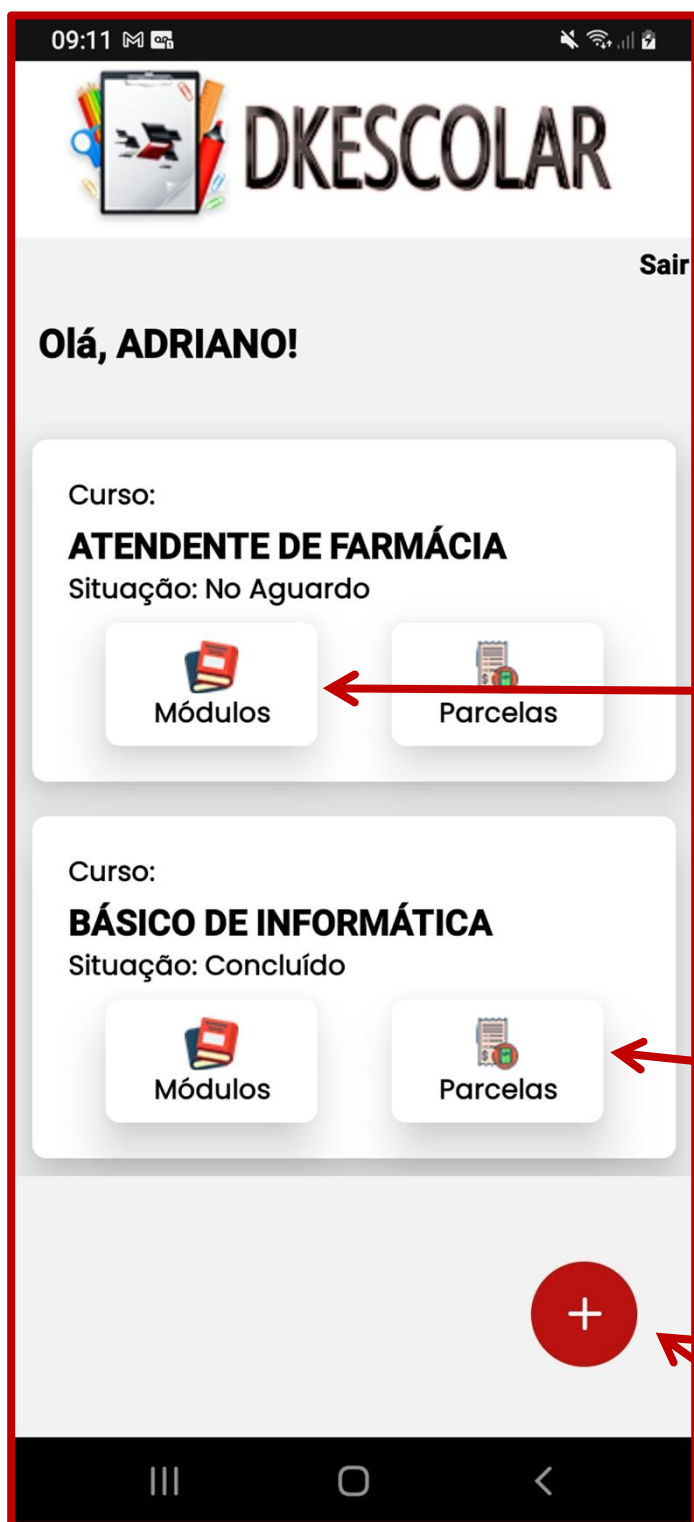 09:11
DKESCOLAR
Sair
Olá, ADRIANO!
Curso:
ATENDENTE DE FARMÁCIA
Situação: No Aguardo
Módulos
Parcelas
Curso:
BÁSICO DE INFORMÁTICA
Situação: Concluído
Módulos
Parcelas